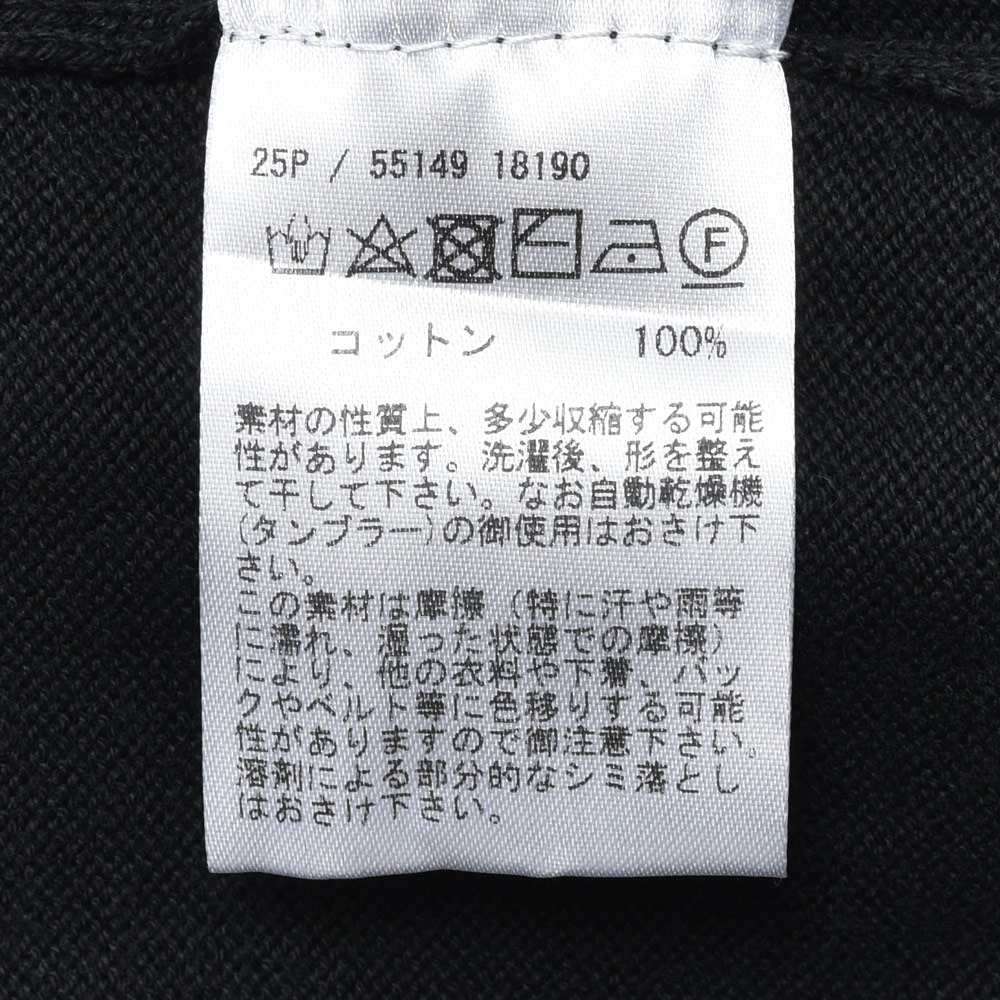 25P / 55149 18190
F
コットン 100%
素材の性質上、多少収縮する可能
性があります。洗濯後、形を整え
て干して下さい。なお自動乾燥機
(タンブラー)の御使用はおさけ下
さい。
この素材は摩擦(特に汗や雨等
に濡れ、湿った状態での摩擦)
により、他の衣料や下着、バッ
クやベルト等に色移りする可能
性がありますので御注意下さい。
溶剤による部分的なシミ落とし
はおさけ下さい。